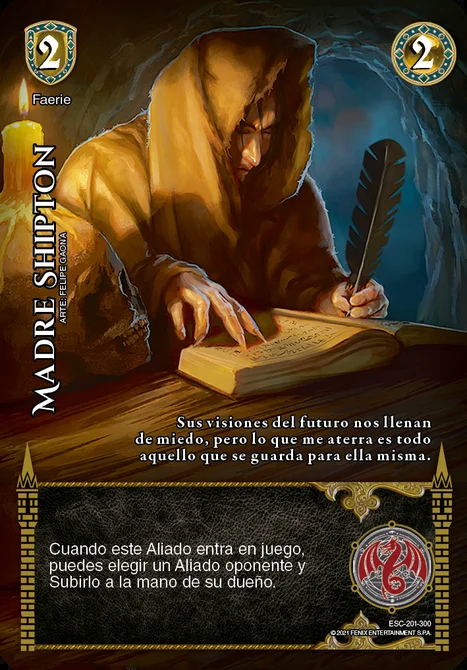 2
2
Faerie
MADRE SHIPTON
ARTE: FELIPE GAONA
Sus visiones del futuro nos llenan
de miedo, pero lo que me aterra es todo
aquello que se guarda para ella misma.
Cuando este Aliado entra en juego,
puedes elegir un Aliado oponente y
Subirlo a la mano de su dueño.
ESC-201-300
©2021 FENIX ENTERTAINMENT S.P.A.